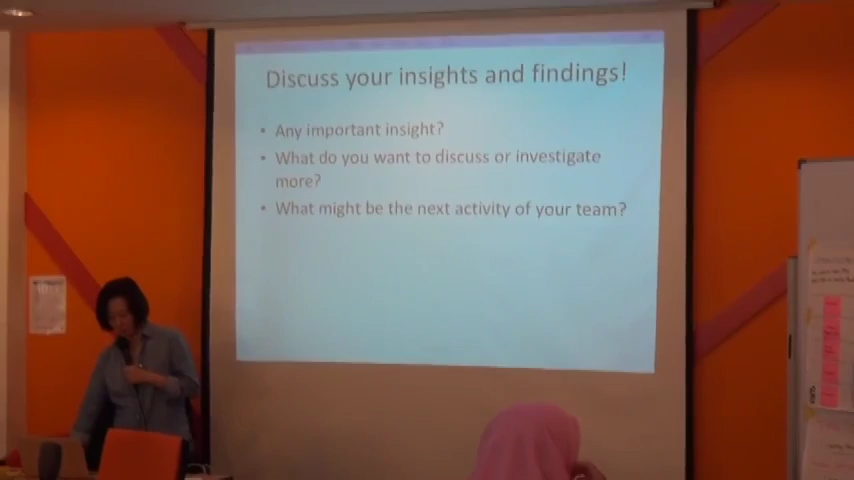 Discuss your insights and findings!
• Any important insight?
• What do you want to discuss or investigate
more?
• What might be the next activity of your team?